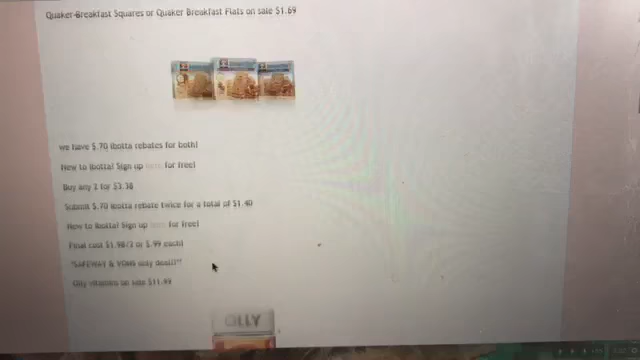 Quaker-Breakfast Squares or Quaker Breakfast Flats on sale $1.69
we have $.70 ibotta rebates for both!
New to ibotta? Sign up here for free!
Buy any 2 for $3.38
Submit $.70 ibotta rebate twice for a total of $1.40
New to ibotta? Sign up here for free!
Final cost $1.98/2 or $.99 each!
*SAFEWAY & VONS only deal!!*
Olly vitamins on sale $11.99
OLLY